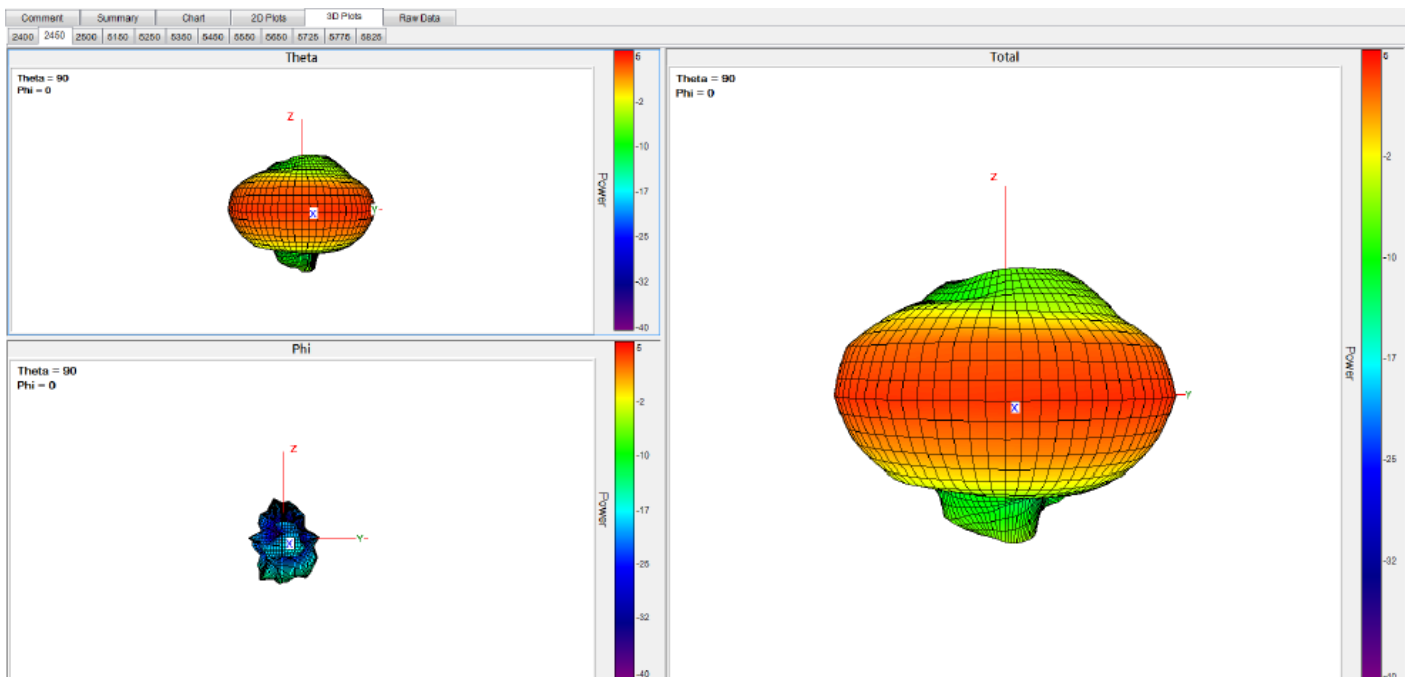 Comment Summary Chart 2D Plots 3D Plots Raw Data
2400 2450 2500 5150 5250 5350 5450 5550 5650 5725 5775 5825
Theta
Theta = 90
Phi = 0
Z
X
Y
5
-2
-10
-17
-25
-32
-40
Power
Phi
Theta = 90
Phi = 0
Z
X
Y
5
-2
-10
-17
-25
-32
-40
Power
Total
Theta = 90
Phi = 0
Z
X
Y
5
-2
-10
-17
-25
-32
-40
Power